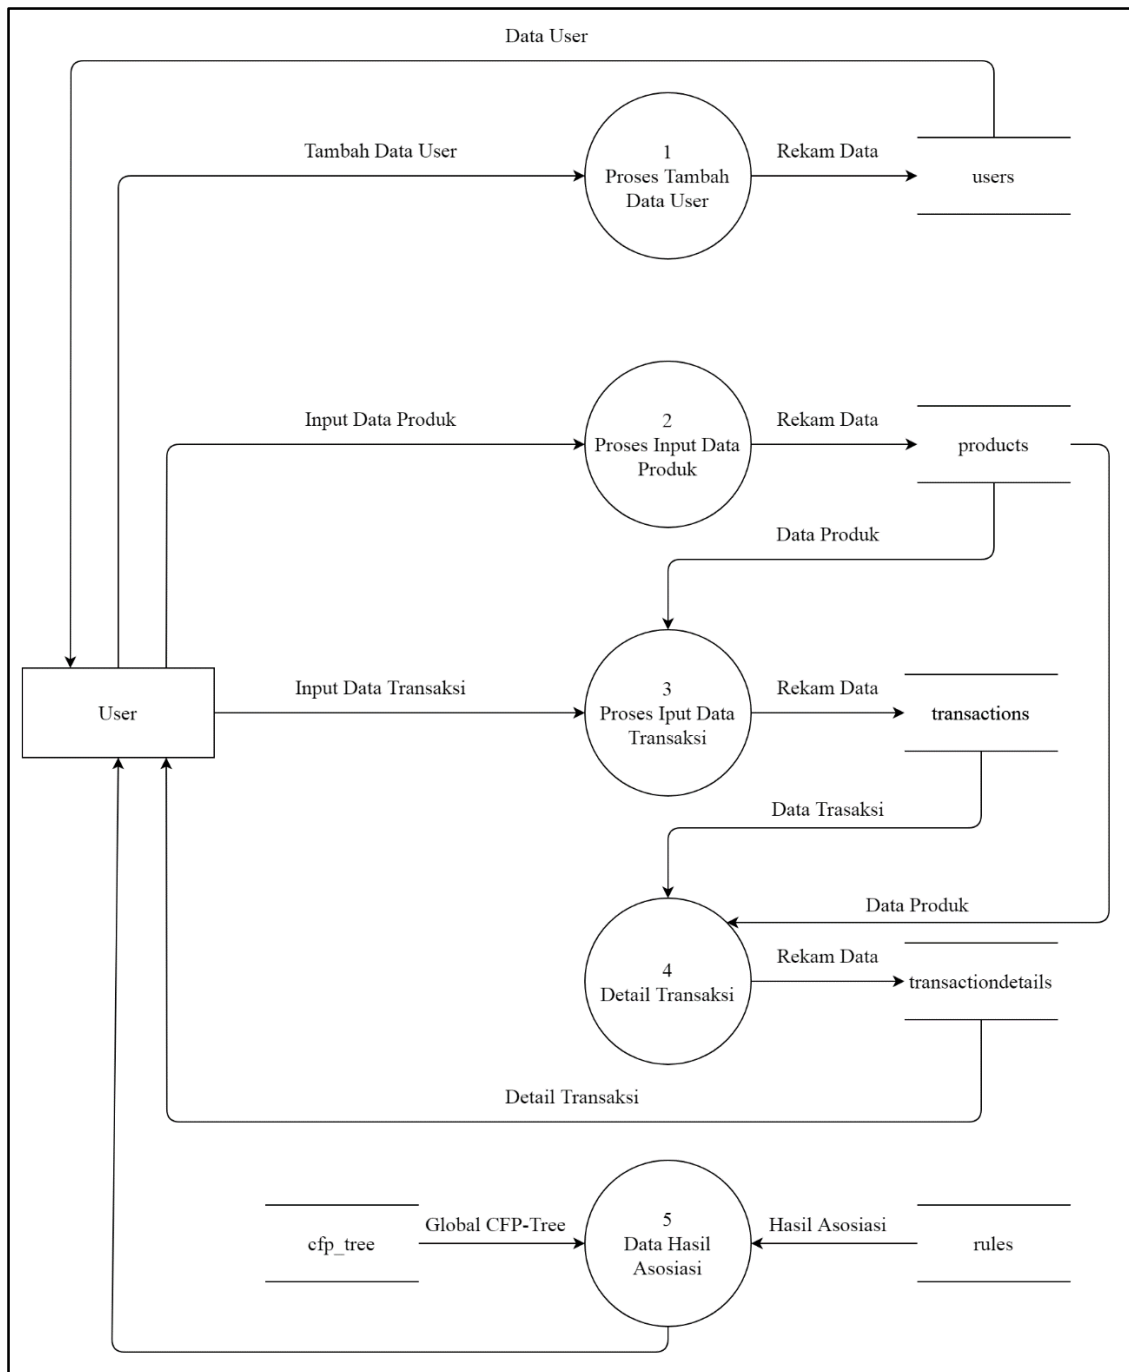 Data User
Tambah Data User
1
Proses Tambah
Data User
Rekam Data
users
Input Data Produk
2
Proses Input Data
Produk
Rekam Data
products
Data Produk
User
Input Data Transaksi
3
Proses Iput Data
Transaksi
Rekam Data
transactions
Data Trasaksi
Data Produk
4
Detail Transaksi
Rekam Data
transactiondetails
Detail Transaksi
cfp_tree
Global CFP-Tree
5
Data Hasil
Asosiasi
Hasil Asosiasi
rules